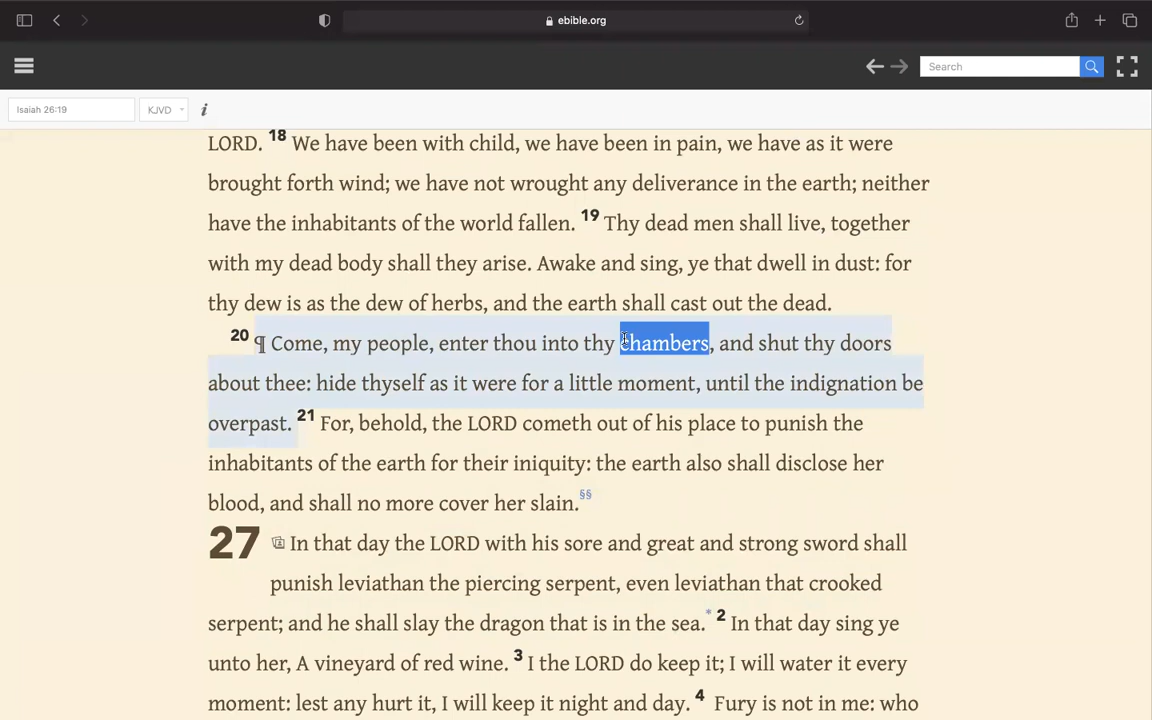 ebible.org
Search
Isaiah 26:19
KJVD
i
LORD. 18 We have been with child, we have been in pain, we have as it were
brought forth wind; we have not wrought any deliverance in the earth; neither
have the inhabitants of the world fallen. 19 Thy dead men shall live, together
with my dead body shall they arise. Awake and sing, ye that dwell in dust: for
thy dew is as the dew of herbs, and the earth shall cast out the dead.
20 ¶ Come, my people, enter thou into thy chambers, and shut thy doors
about thee: hide thyself as it were for a little moment, until the indignation be
overpast. 21 For, behold, the LORD cometh out of his place to punish the
inhabitants of the earth for their iniquity: the earth also shall disclose her
blood, and shall no more cover her slain.§§
27 In that day the LORD with his sore and great and strong sword shall
punish leviathan the piercing serpent, even leviathan that crooked
serpent; and he shall slay the dragon that is in the sea.* 2 In that day sing ye
unto her, A vineyard of red wine. 3 I the LORD do keep it; I will water it every
moment: lest any hurt it, I will keep it night and day. 4 Fury is not in me: who